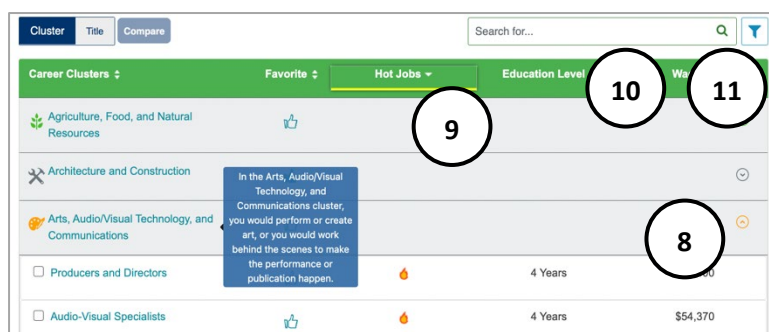 Cluster Title Compare Search for...
Career Clusters Favorite Hot Jobs Education Level
10
11
Agriculture, Food, and Natural
Resources
9
Architecture and Construction
In the Arts, Audio/Visual
Technology, and
Communications cluster,
you would perform or create
art, or you would work
behind the scenes to make
the performance or
publication happen.
Arts, Audio/Visual Technology, and
Communications
8
Producers and Directors 4 Years
Audio-Visual Specialists 4 Years $54,370